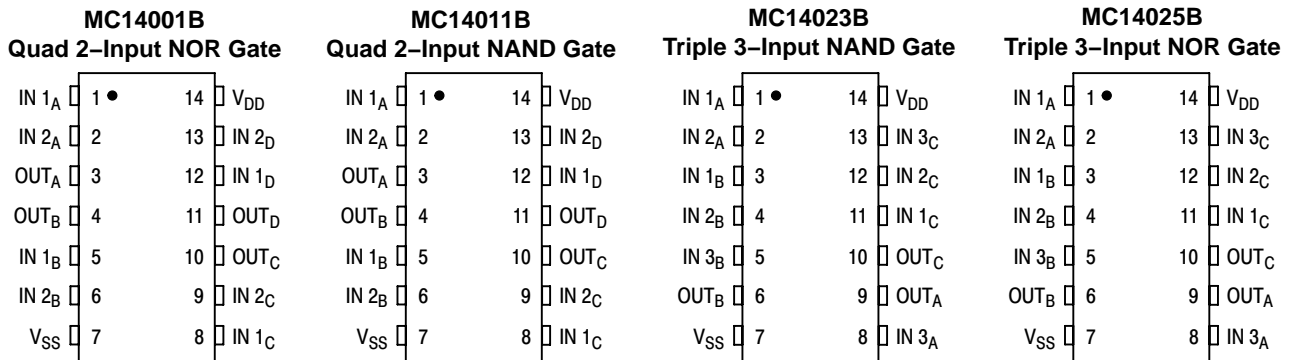 MC14001B
Quad 2–Input NOR Gate
IN 1A 1 14 VDD
IN 2A 2 13 IN 2D
OUTA 3 12 IN 1D
OUTB 4 11 OUTD
IN 1B 5 10 OUTC
IN 2B 6 9 IN 2C
VSS 7 8 IN 1C
MC14011B
Quad 2–Input NAND Gate
IN 1A 1 14 VDD
IN 2A 2 13 IN 2D
OUTA 3 12 IN 1D
OUTB 4 11 OUTD
IN 1B 5 10 OUTC
IN 2B 6 9 IN 2C
VSS 7 8 IN 1C
MC14023B
Triple 3–Input NAND Gate
IN 1A 1 14 VDD
IN 2A 2 13 IN 3C
IN 1B 3 12 IN 2C
IN 2B 4 11 IN 1C
IN 3B 5 10 OUTC
OUTB 6 9 OUTA
VSS 7 8 IN 3A
MC14025B
Triple 3–Input NOR Gate
IN 1A 1 14 VDD
IN 2A 2 13 IN 3C
IN 1B 3 12 IN 2C
IN 2B 4 11 IN 1C
IN 3B 5 10 OUTC
OUTB 6 9 OUTA
VSS 7 8 IN 3A